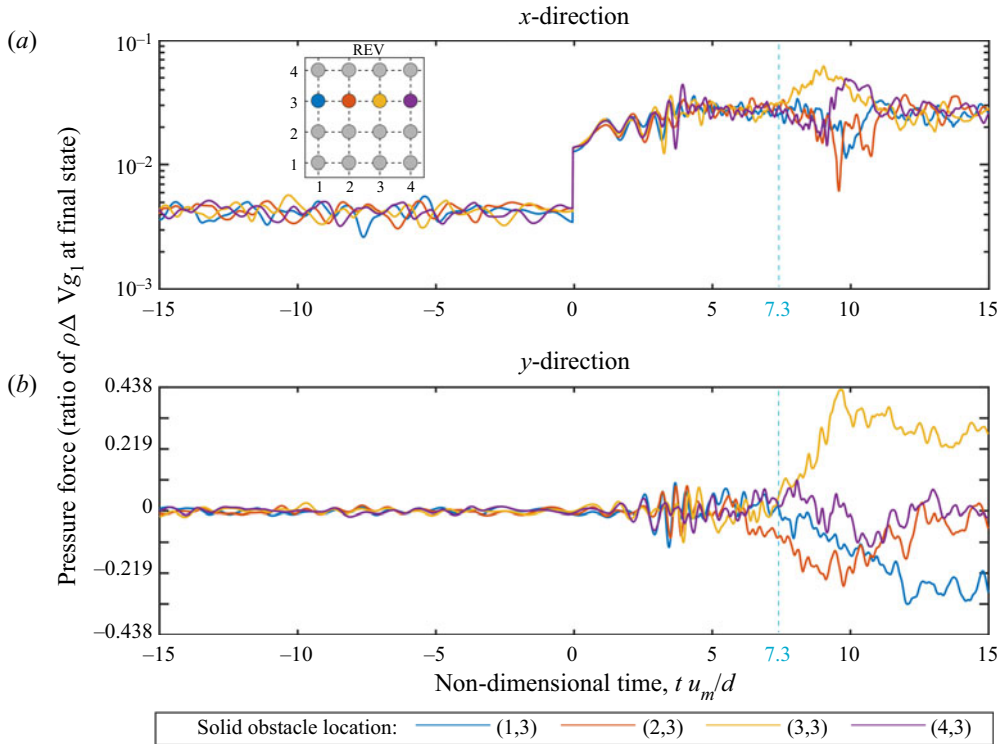 x-direction
(a)
10⁻¹
10⁻²
10⁻³
REV
4
3
2
1
1 2 3 4
−15 −10 −5 0 5 7.3 10 15
Pressure force (ratio of ρΔ Vg₁ at final state)
y-direction
(b)
0.438
0.219
0
−0.219
−0.438
−15 −10 −5 0 5 7.3 10 15
Non-dimensional time, t uₘ/d
Solid obstacle location: (1,3) (2,3) (3,3) (4,3)